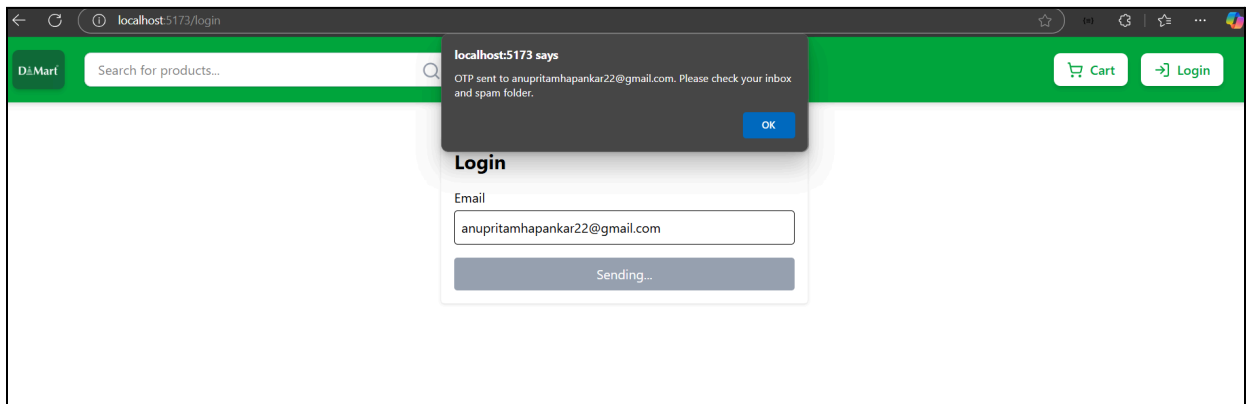 localhost:5173/login
D♣Mart
Search for products...
localhost:5173 says
OTP sent to anupritamhapankar22@gmail.com. Please check your inbox
and spam folder.
OK
Cart
Login
Login
Email
anupritamhapankar22@gmail.com
Sending...